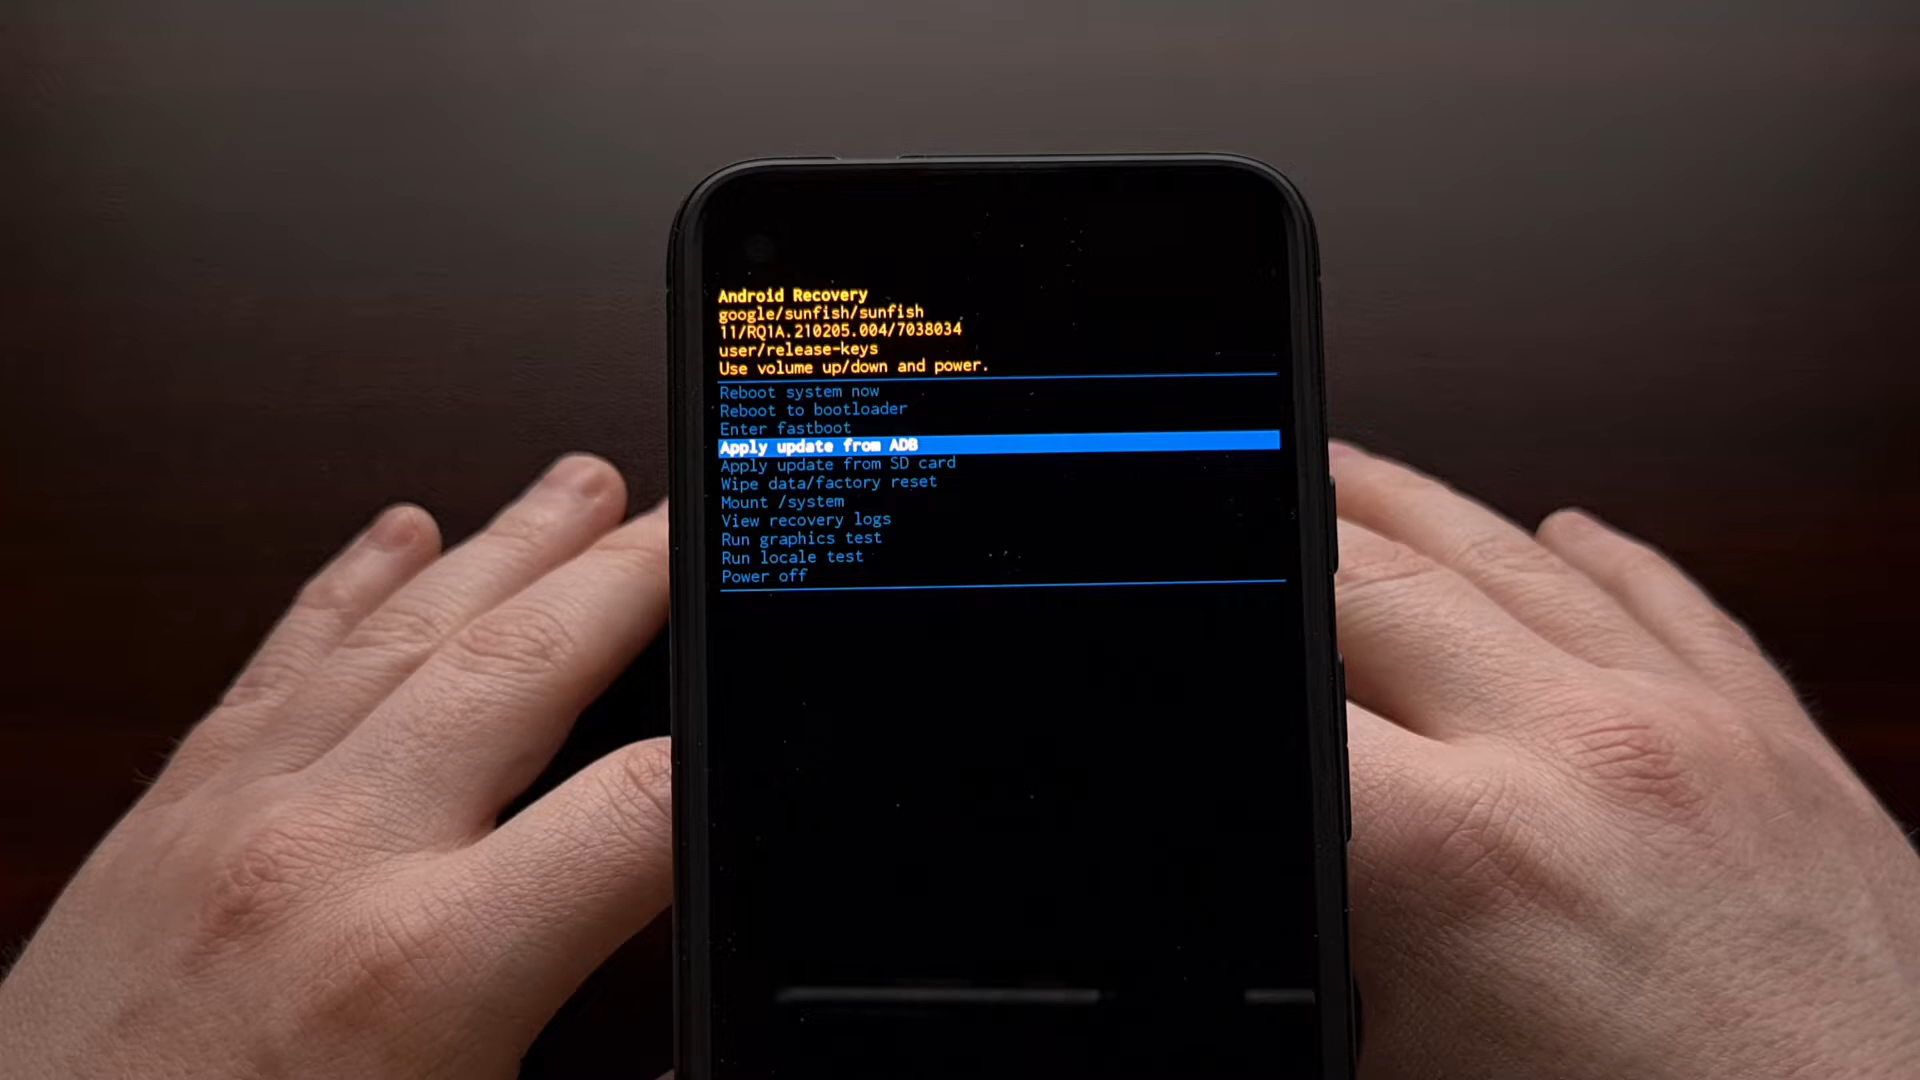 Android Recovery
google/sunfish/sunfish
11/RQ1A.210205.004/7038034
user/release-keys
Use volume up/down and power.
Reboot system now
Reboot to bootloader
Enter fastboot
Apply update from ADB
Apply update from SD card
Wipe data/factory reset
Mount /system
View recovery logs
Run graphics test
Run locale test
Power off